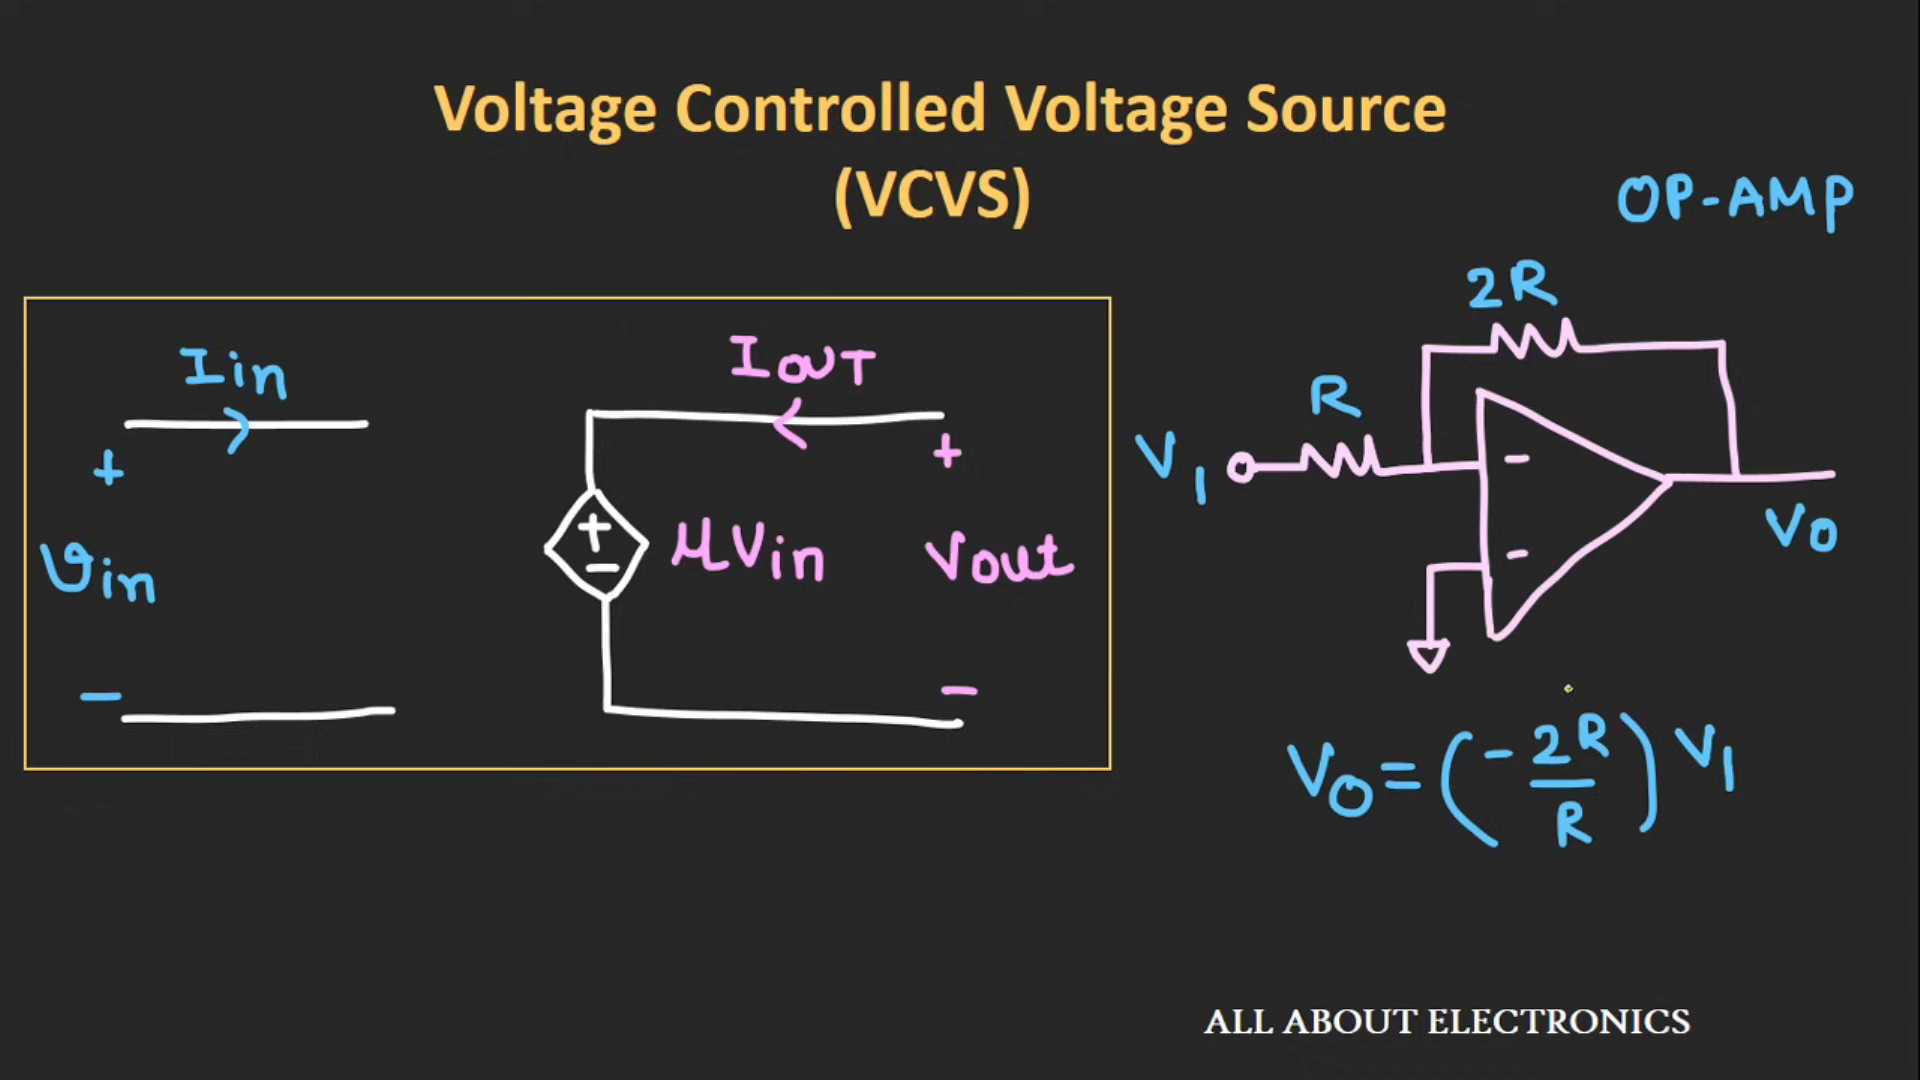 Voltage Controlled Voltage Source
(VCVS)
OP-AMP
Iin
+
Vin
-
IOUT
+
-
μVin
+
Vout
-
2R
R
V1
-
-
Vo
Vo = (-2R/R) V1
ALL ABOUT ELECTRONICS